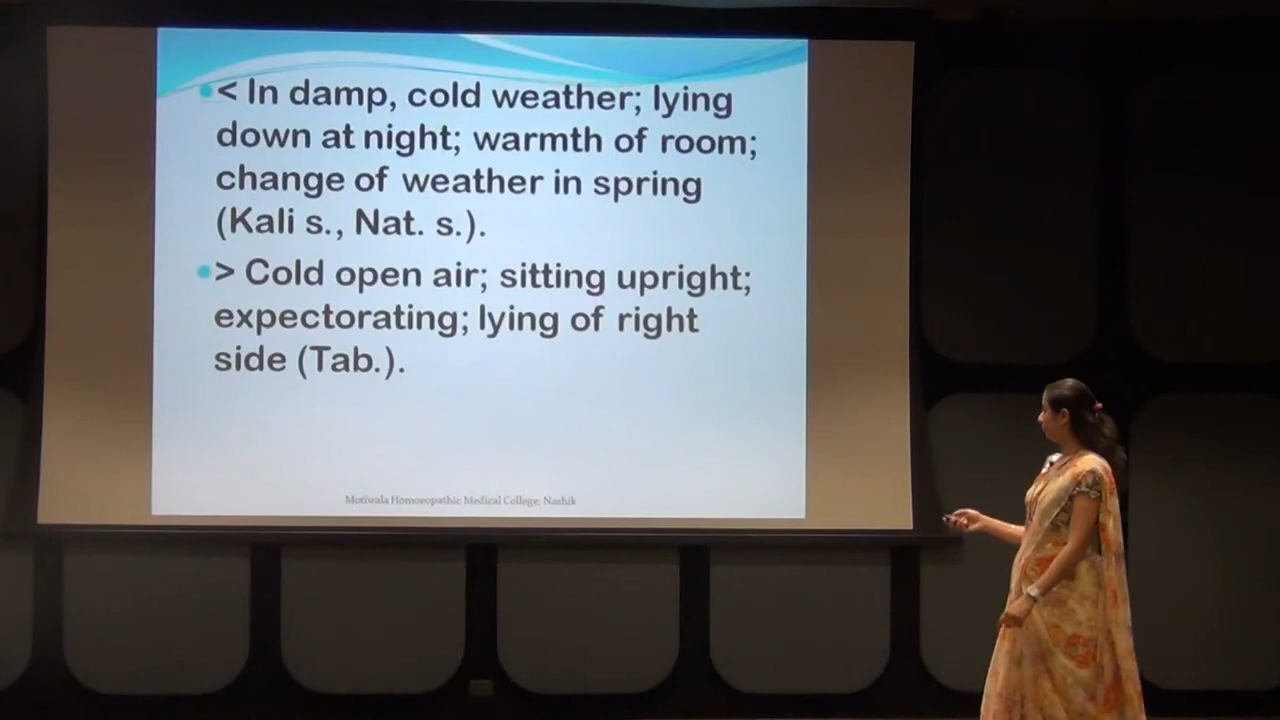 < In damp, cold weather; lying
down at night; warmth of room;
change of weather in spring
(Kali s., Nat. s.).
> Cold open air; sitting upright;
expectorating; lying of right
side (Tab.).
Motiwala Homoeopathic Medical College, Nashik